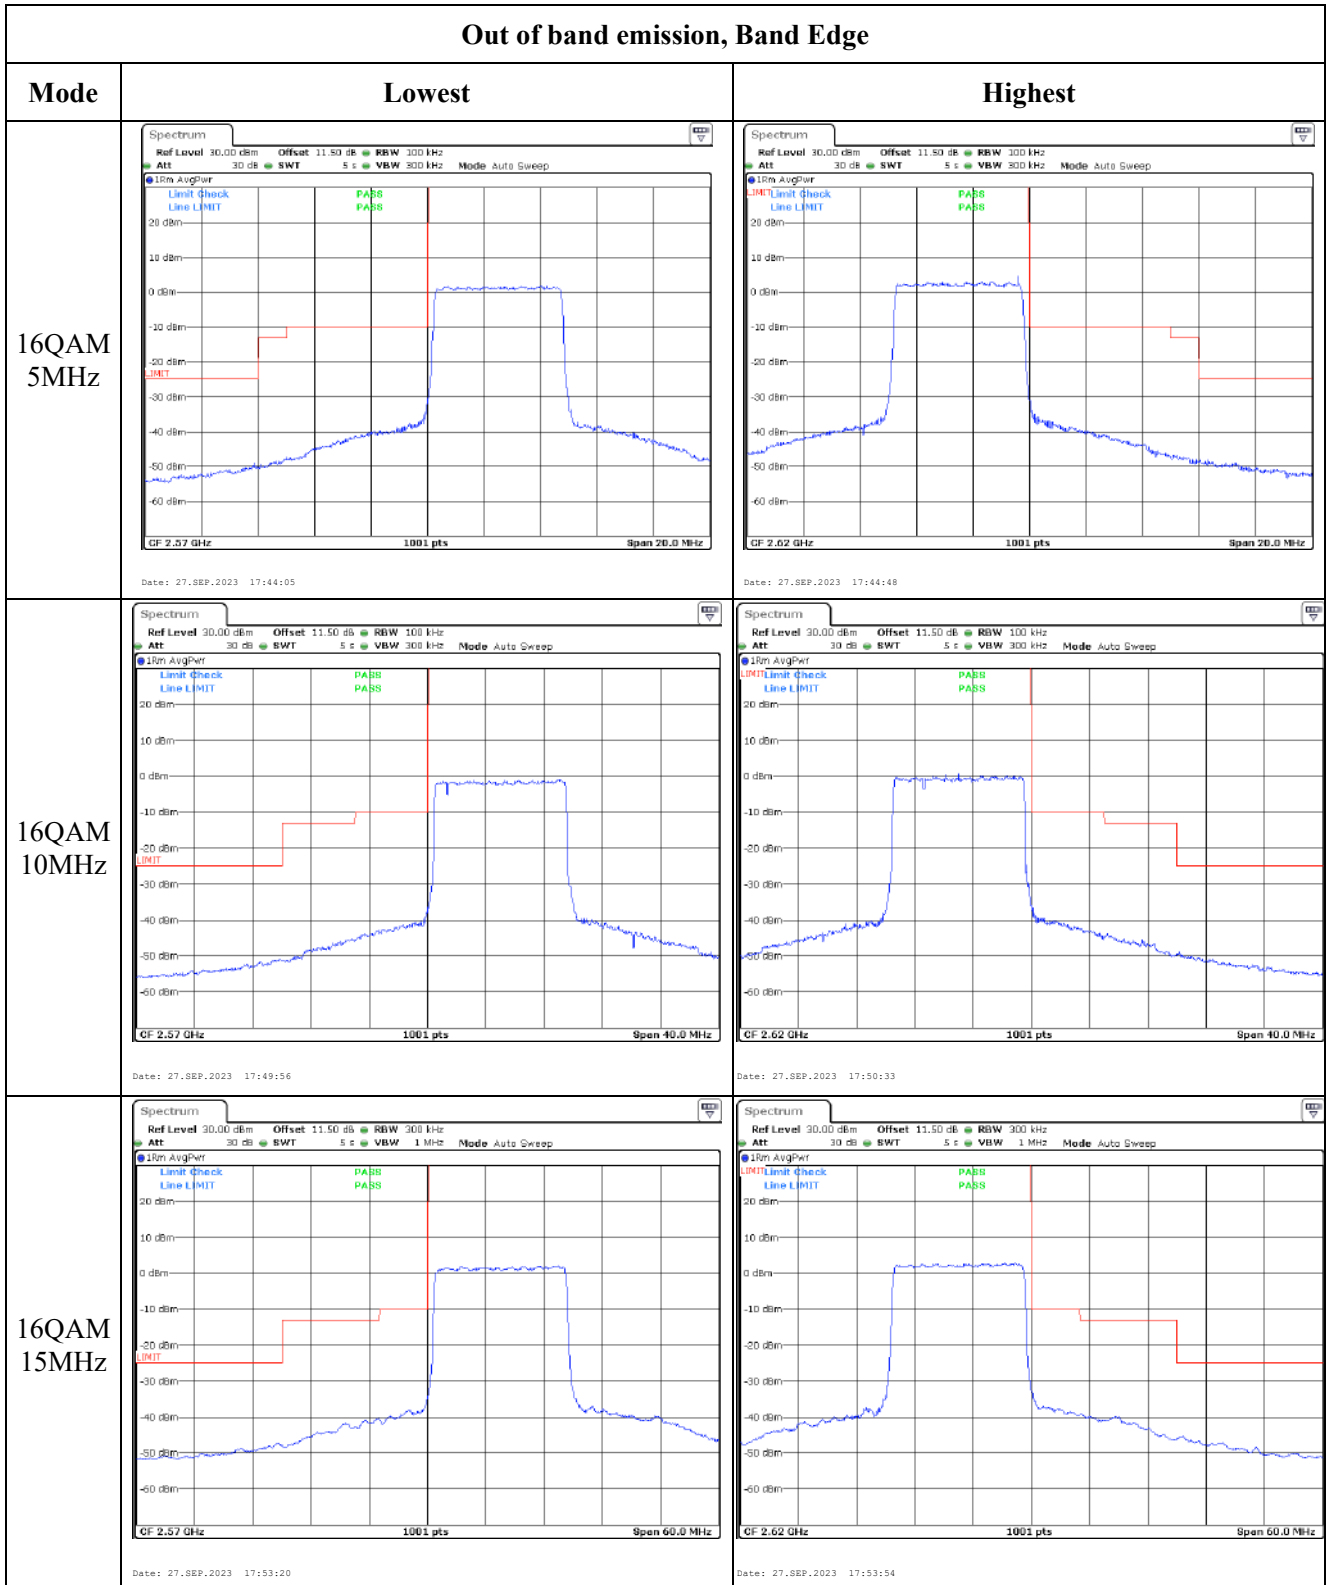 Out of band emission, Band Edge
Mode
Lowest
Highest
16QAM
5MHz
Spectrum
Ref Level 30.00 dBm Offset 11.50 dB RBW 100 kHz
Att 30 dB SWT 5 s VBW 300 kHz Mode Auto Sweep
1Rm AvgPwr
Limit Check PASS
Line LIMIT PASS
20 dBm
10 dBm
0 dBm
-10 dBm
-20 dBm
LIMIT
-30 dBm
-40 dBm
-50 dBm
-60 dBm
CF 2.57 GHz 1001 pts Span 20.0 MHz
Date: 27.SEP.2023 17:44:05
Spectrum
Ref Level 30.00 dBm Offset 11.50 dB RBW 100 kHz
Att 30 dB SWT 5 s VBW 300 kHz Mode Auto Sweep
1Rm AvgPwr
LIMIT Limit Check PASS
Line LIMIT PASS
20 dBm
10 dBm
0 dBm
-10 dBm
-20 dBm
-30 dBm
-40 dBm
-50 dBm
-60 dBm
CF 2.62 GHz 1001 pts Span 20.0 MHz
Date: 27.SEP.2023 17:44:48
16QAM
10MHz
Spectrum
Ref Level 30.00 dBm Offset 11.50 dB RBW 100 kHz
Att 30 dB SWT 5 s VBW 300 kHz Mode Auto Sweep
1Rm AvgPwr
Limit Check PASS
Line LIMIT PASS
20 dBm
10 dBm
0 dBm
-10 dBm
-20 dBm
LIMIT
-30 dBm
-40 dBm
-50 dBm
-60 dBm
CF 2.57 GHz 1001 pts Span 40.0 MHz
Date: 27.SEP.2023 17:49:56
Spectrum
Ref Level 30.00 dBm Offset 11.50 dB RBW 100 kHz
Att 30 dB SWT 5 s VBW 300 kHz Mode Auto Sweep
1Rm AvgPwr
LIMIT Limit Check PASS
Line LIMIT PASS
20 dBm
10 dBm
0 dBm
-10 dBm
-20 dBm
-30 dBm
-40 dBm
-50 dBm
-60 dBm
CF 2.62 GHz 1001 pts Span 40.0 MHz
Date: 27.SEP.2023 17:50:33
16QAM
15MHz
Spectrum
Ref Level 30.00 dBm Offset 11.50 dB RBW 300 kHz
Att 30 dB SWT 5 s VBW 1 MHz Mode Auto Sweep
1Rm AvgPwr
Limit Check PASS
Line LIMIT PASS
20 dBm
10 dBm
0 dBm
-10 dBm
-20 dBm
LIMIT
-30 dBm
-40 dBm
-50 dBm
-60 dBm
CF 2.57 GHz 1001 pts Span 60.0 MHz
Date: 27.SEP.2023 17:53:20
Spectrum
Ref Level 30.00 dBm Offset 11.50 dB RBW 300 kHz
Att 30 dB SWT 5 s VBW 1 MHz Mode Auto Sweep
1Rm AvgPwr
LIMIT Limit Check PASS
Line LIMIT PASS
20 dBm
10 dBm
0 dBm
-10 dBm
-20 dBm
-30 dBm
-40 dBm
-50 dBm
-60 dBm
CF 2.62 GHz 1001 pts Span 60.0 MHz
Date: 27.SEP.2023 17:53:54